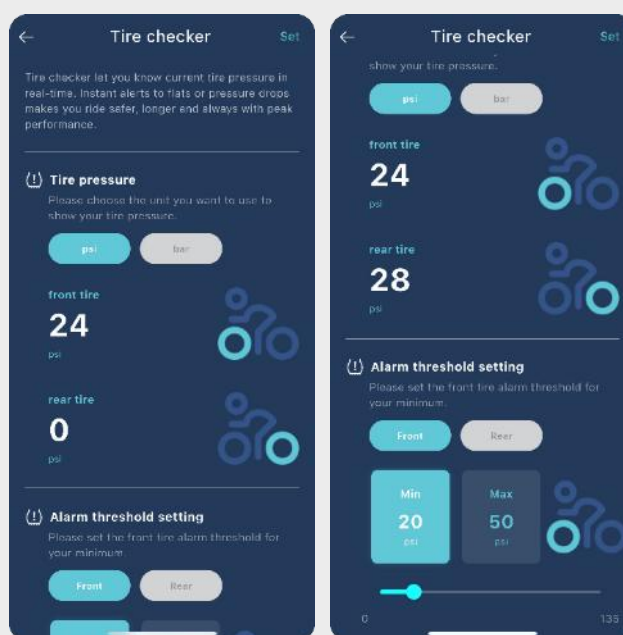 Tire checker
Set
Tire checker let you know current tire pressure in
real-time. Instant alerts to flats or pressure drops
makes you ride safer, longer and always with peak
performance.
(!) Tire pressure
Please choose the unit you want to use to
show your tire pressure.
psi
bar
front tire
24
psi
rear tire
0
psi
(!) Alarm threshold setting
Please set the front tire alarm threshold for
your minimum
Front
Rear
Tire checker
Set
show your tire pressure.
psi
bar
front tire
24
psi
rear tire
28
psi
(!) Alarm threshold setting
Please set the front tire alarm threshold for
your minimum.
Front
Rear
Min
20
psi
Max
50
psi
0
135